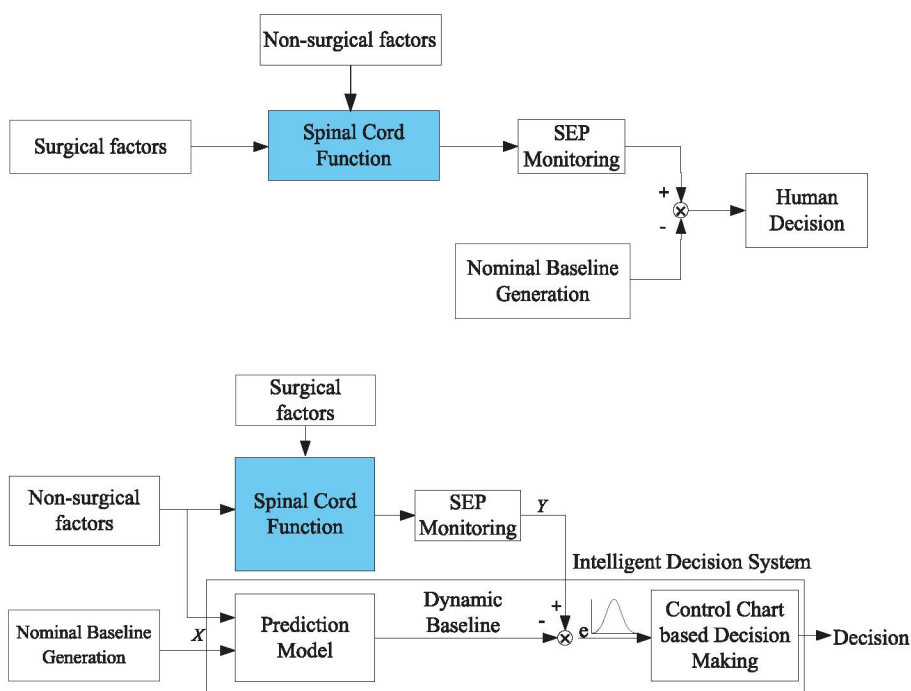 Non-surgical factors
Surgical factors
Spinal Cord
Function
SEP
Monitoring
+
-
Human
Decision
Nominal Baseline
Generation
Surgical
factors
Non-surgical
factors
Spinal Cord
Function
SEP
Monitoring
Y
Intelligent Decision System
Nominal Baseline
Generation
X
Prediction
Model
Dynamic
Baseline
+
-
e
Control Chart
based Decision
Making
Decision